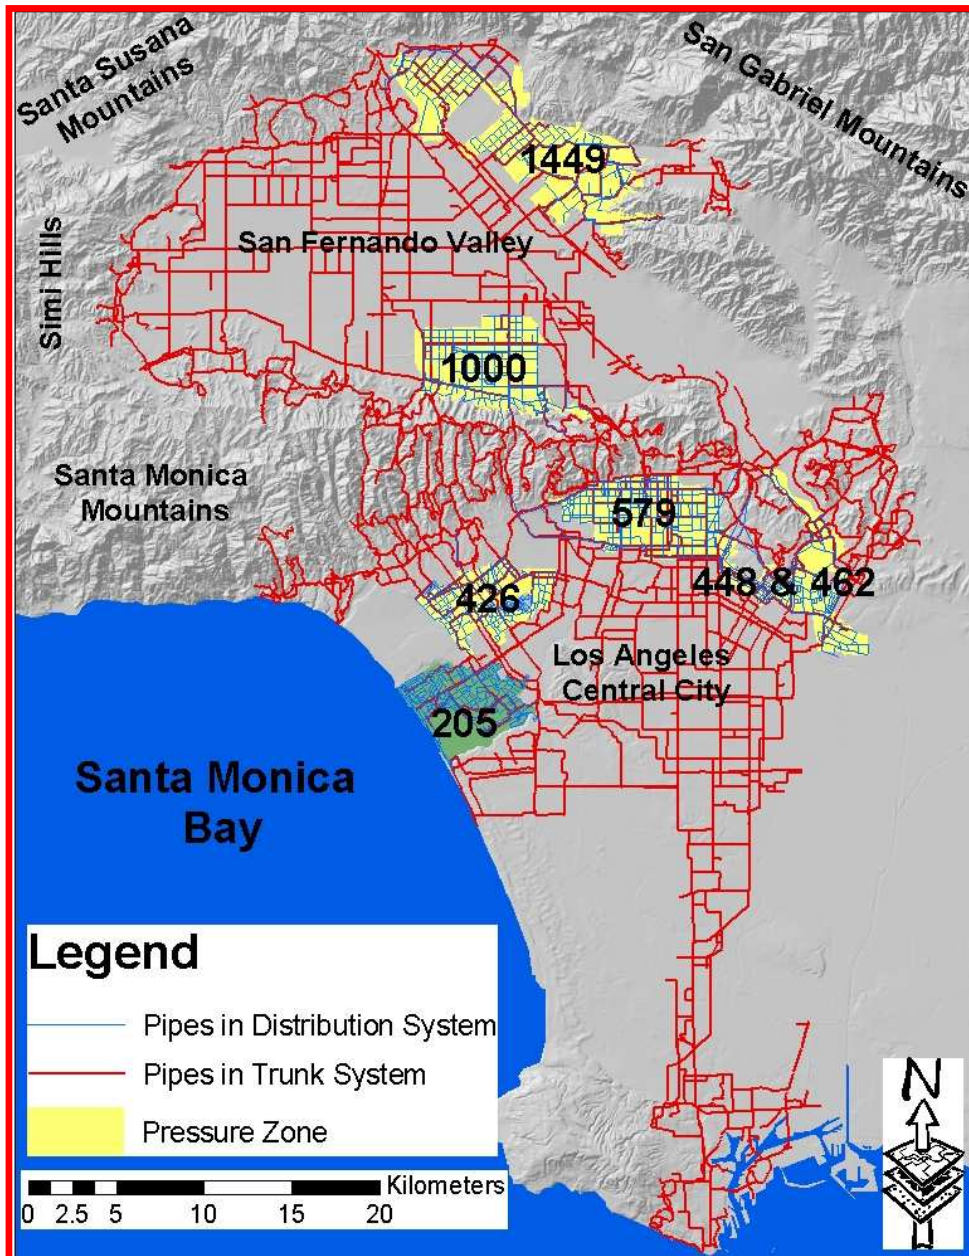 Santa Susana
Mountains
San Gabriel Mountains
1449
San Fernando Valley
Simi Hills
1000
Santa Monica
Mountains
579
448 & 462
426
Los Angeles
Central City
205
Santa Monica
Bay
Legend
Pipes in Distribution System
Pipes in Trunk System
Pressure Zone
Kilometers
0 2.5 5 10 15 20
N